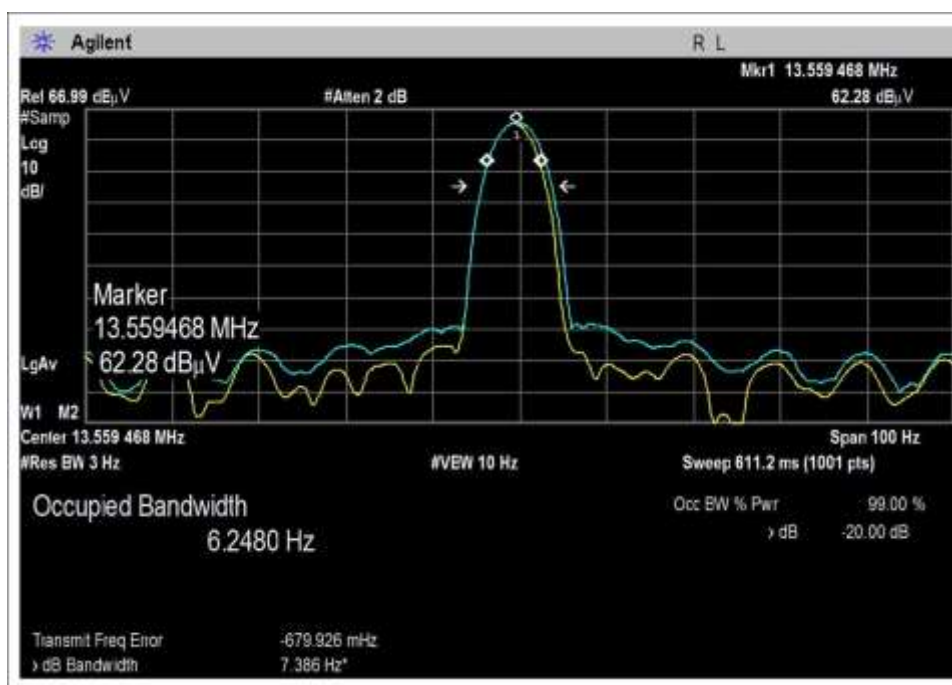 Agilent R L
Mkr1 13.559 468 MHz
Ref 66.99 dBµV #Atten 2 dB 62.28 dBµV
#Samp
Log
10
dB/
1
Marker
13.559468 MHz
62.28 dBµV
LgAv
W1 M2
Center 13.559 468 MHz Span 100 Hz
#Res BW 3 Hz #VBW 10 Hz Sweep 611.2 ms (1001 pts)
Occupied Bandwidth Occ BW % Pwr 99.00 %
6.2480 Hz x dB -20.00 dB
Transmit Freq Error -679.926 mHz
x dB Bandwidth 7.386 Hz*